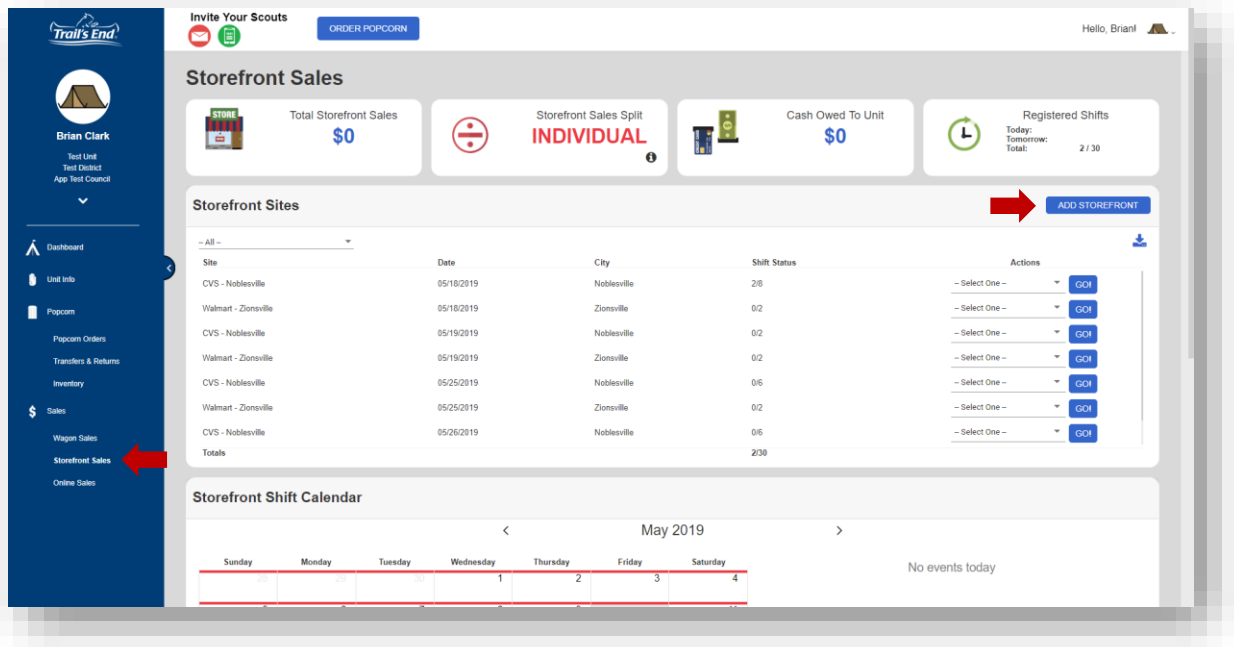 Trail's End
Invite Your Scouts
ORDER POPCORN
Hello, Brian!
Brian Clark
Test Unit
Test District
App Test Council
Dashboard
Unit Info
Popcorn
Popcorn Orders
Transfers & Returns
Inventory
Sales
Wagon Sales
Storefront Sales
Online Sales
Storefront Sales
STORE
Total Storefront Sales
$0
Storefront Sales Split
INDIVIDUAL
Cash Owed To Unit
$0
Registered Shifts
Today:
Tomorrow:
Total: 2 / 30
Storefront Sites
ADD STOREFRONT
-- All --
Site Date City Shift Status Actions
CVS - Noblesville 05/18/2019 Noblesville 2/8 -- Select One -- GO!
Walmart - Zionsville 05/18/2019 Zionsville 0/2 -- Select One -- GO!
CVS - Noblesville 05/19/2019 Noblesville 0/2 -- Select One -- GO!
Walmart - Zionsville 05/19/2019 Zionsville 0/2 -- Select One -- GO!
CVS - Noblesville 05/25/2019 Noblesville 0/6 -- Select One -- GO!
Walmart - Zionsville 05/25/2019 Zionsville 0/2 -- Select One -- GO!
CVS - Noblesville 05/26/2019 Noblesville 0/6 -- Select One -- GO!
Totals 2/30
Storefront Shift Calendar
< May 2019 >
Sunday Monday Tuesday Wednesday Thursday Friday Saturday
28 29 30 1 2 3 4
No events today